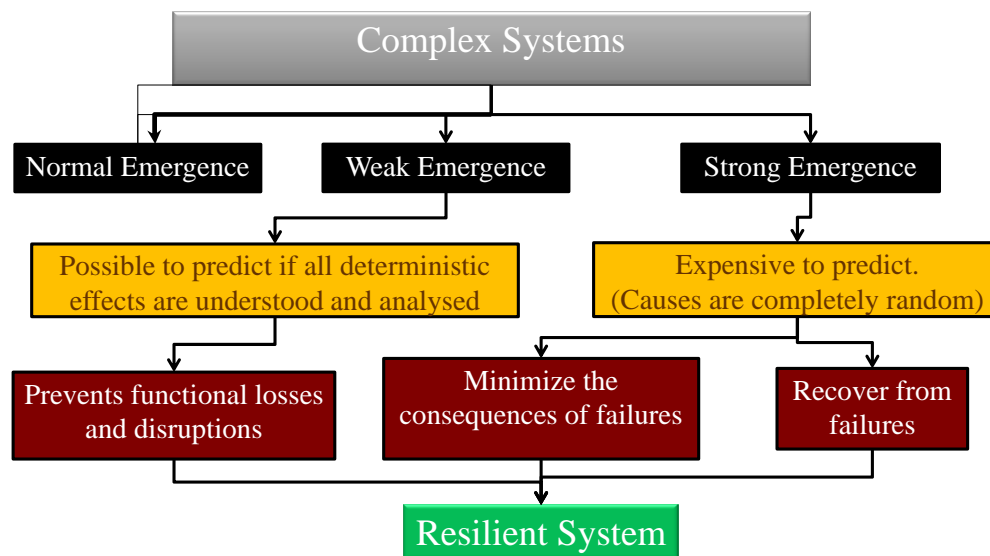 Complex Systems
Normal Emergence
Weak Emergence
Strong Emergence
Possible to predict if all deterministic
effects are understood and analysed
Expensive to predict.
(Causes are completely random)
Prevents functional losses
and disruptions
Minimize the
consequences of failures
Recover from
failures
Resilient System